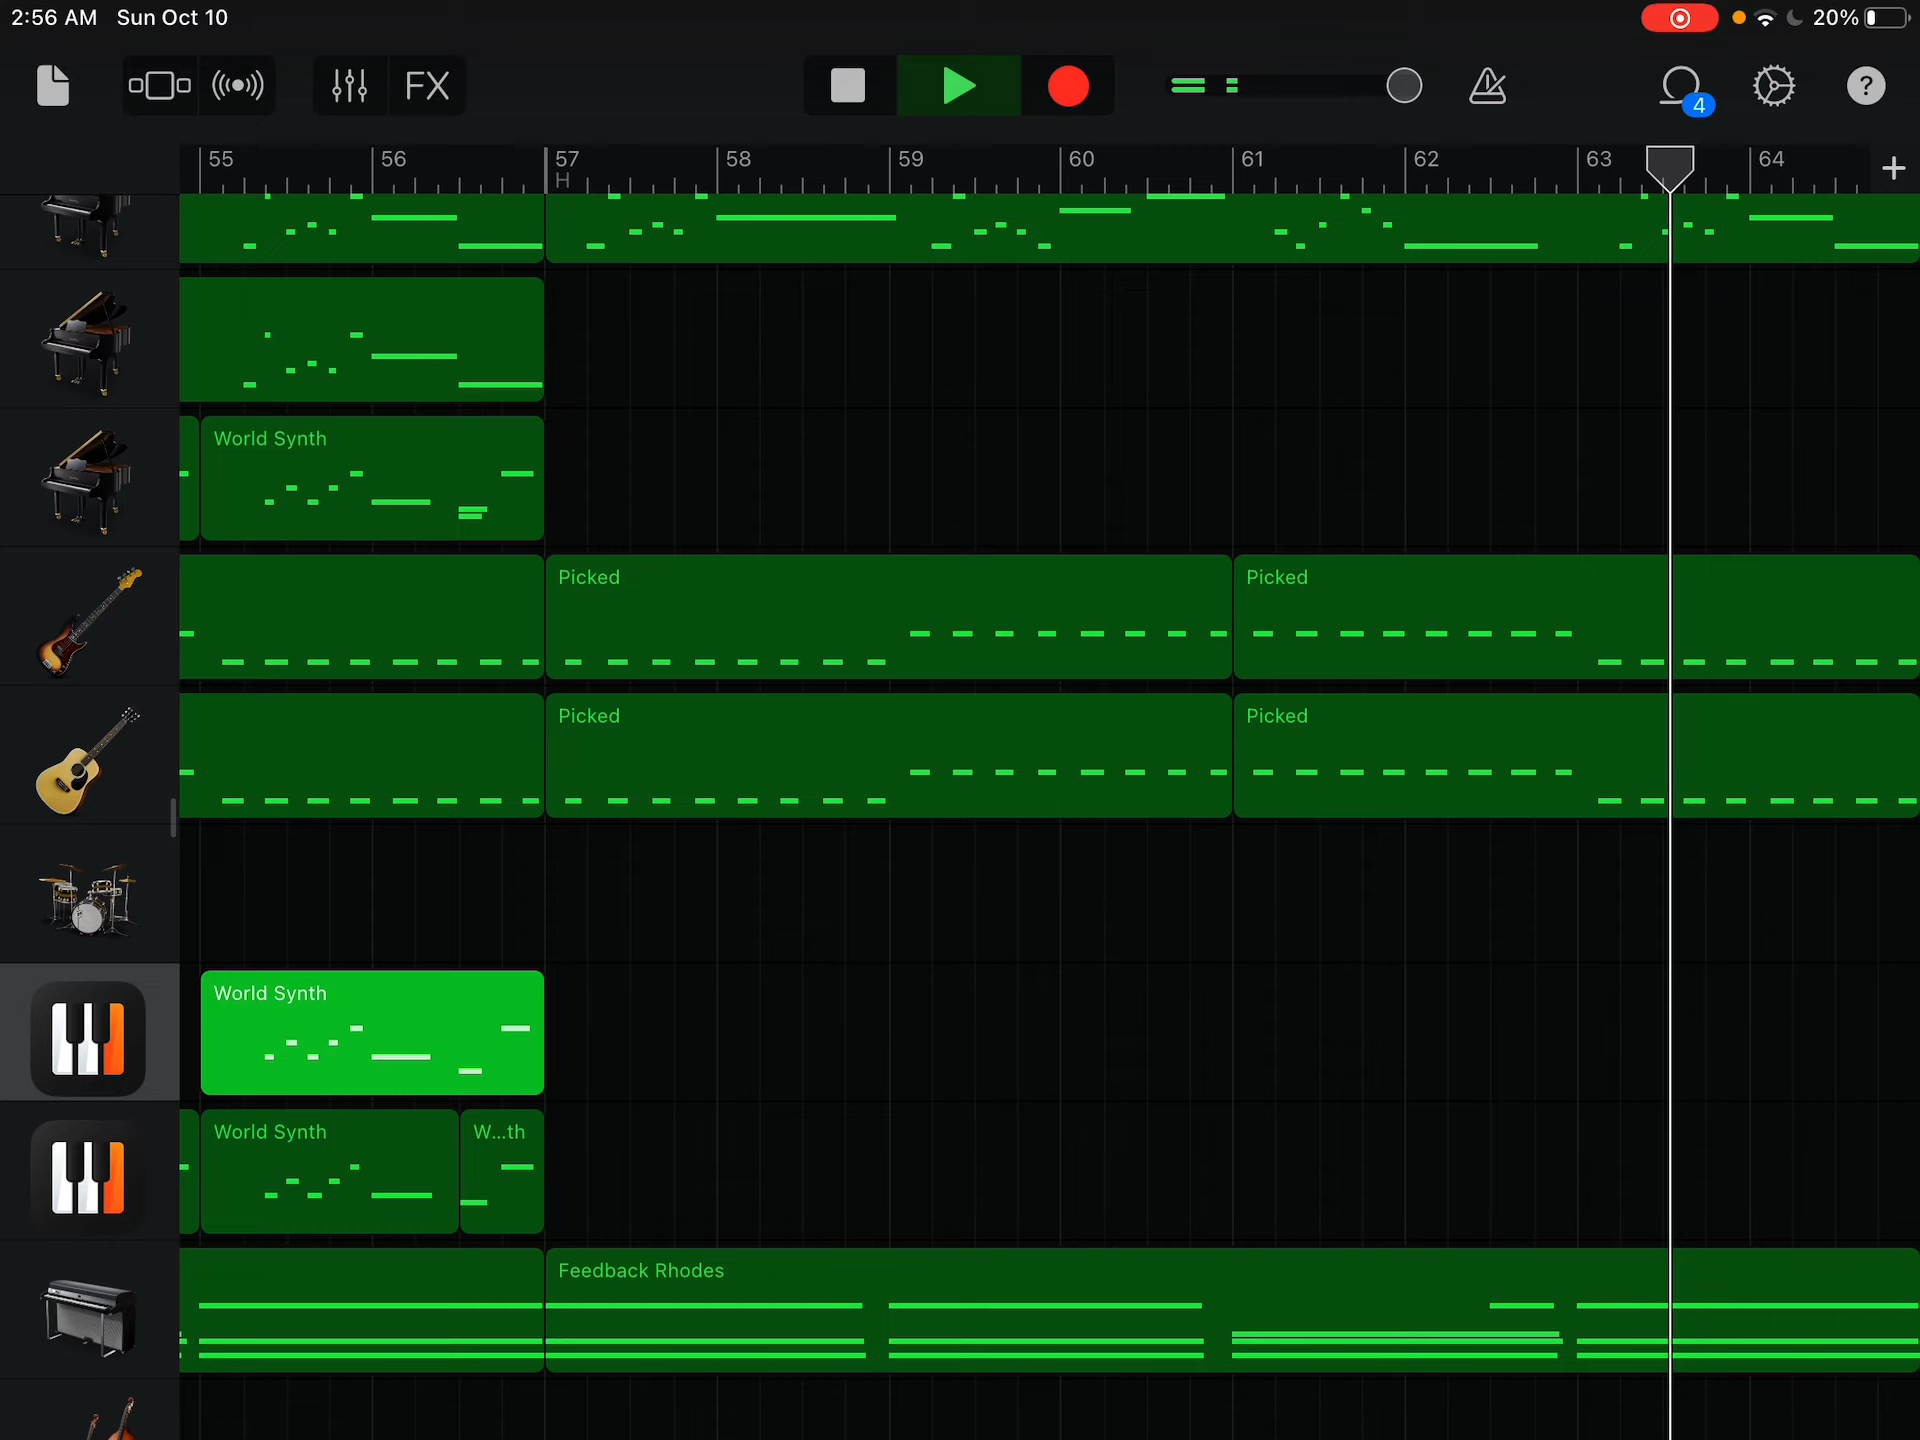 2:56 AM Sun Oct 10
20%
FX
4
?
55 56 57 58 59 60 61 62 63 64
H
World Synth
Picked
Picked
Picked
Picked
World Synth
World Synth
W...th
Feedback Rhodes